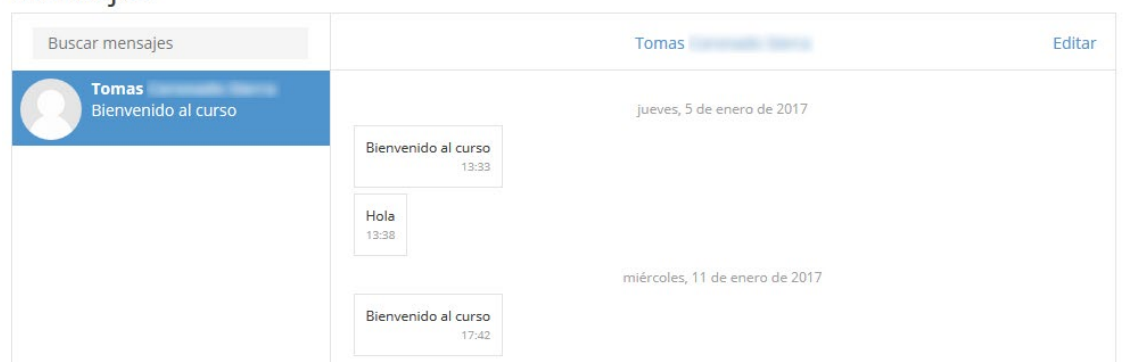 Buscar mensajes
Tomas
Editar
Tomas
Bienvenido al curso
jueves, 5 de enero de 2017
Bienvenido al curso
13:33
Hola
13:38
miércoles, 11 de enero de 2017
Bienvenido al curso
17:42